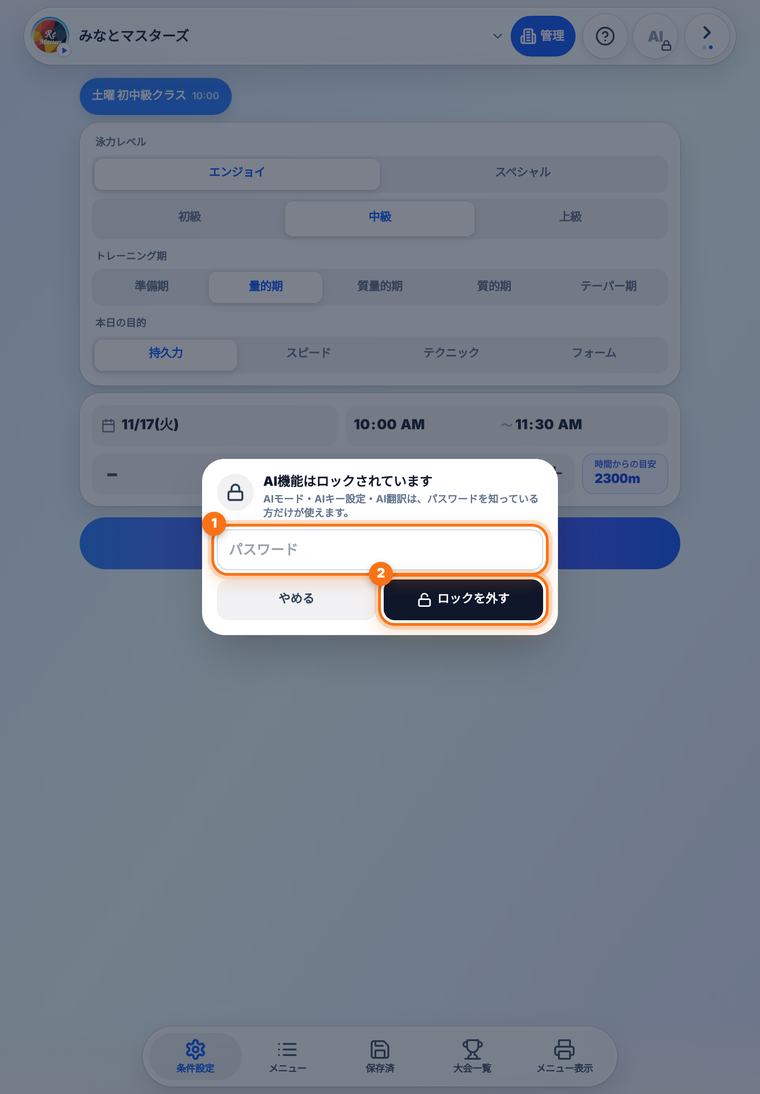 みなとマスターズ
管理
AI
土曜 初中級クラス 10:00
泳力レベル
エンジョイ スペシャル
初級 中級 上級
トレーニング期
準備期 量的期 質量的期 質的期 テーパー期
本日の目的
持久力 スピード テクニック フォーム
11/17(火) 10:00 AM 〜11:30 AM
時間からの目安
2300m
AI機能はロックされています
AIモード・AIキー設定・AI翻訳は、パスワードを知っている
方だけが使えます。
1
パスワード
2
やめる ロックを外す
条件設定 メニュー 保存済 大会一覧 メニュー表示